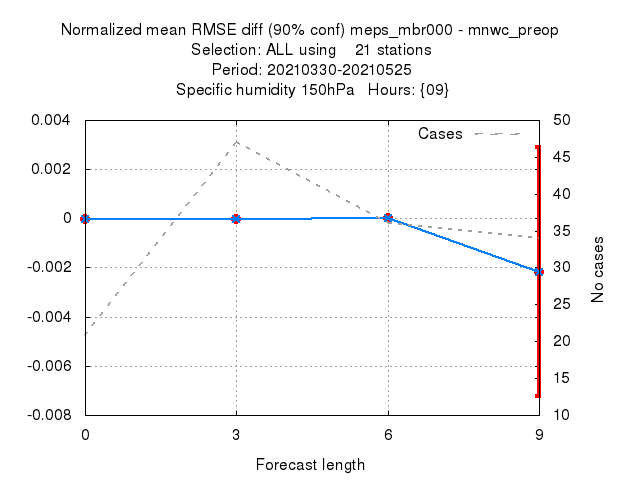 Normalized mean RMSE diff (90% conf) meps_mbr000 - mnwc_preop
Selection: ALL using    21 stations
Period: 20210330-20210525
Specific humidity 150hPa   Hours: {09}
Cases
0.004
0.002
0
-0.002
-0.004
-0.006
-0.008
50
45
40
35
30
25
20
15
10
No cases
0 3 6 9
Forecast length